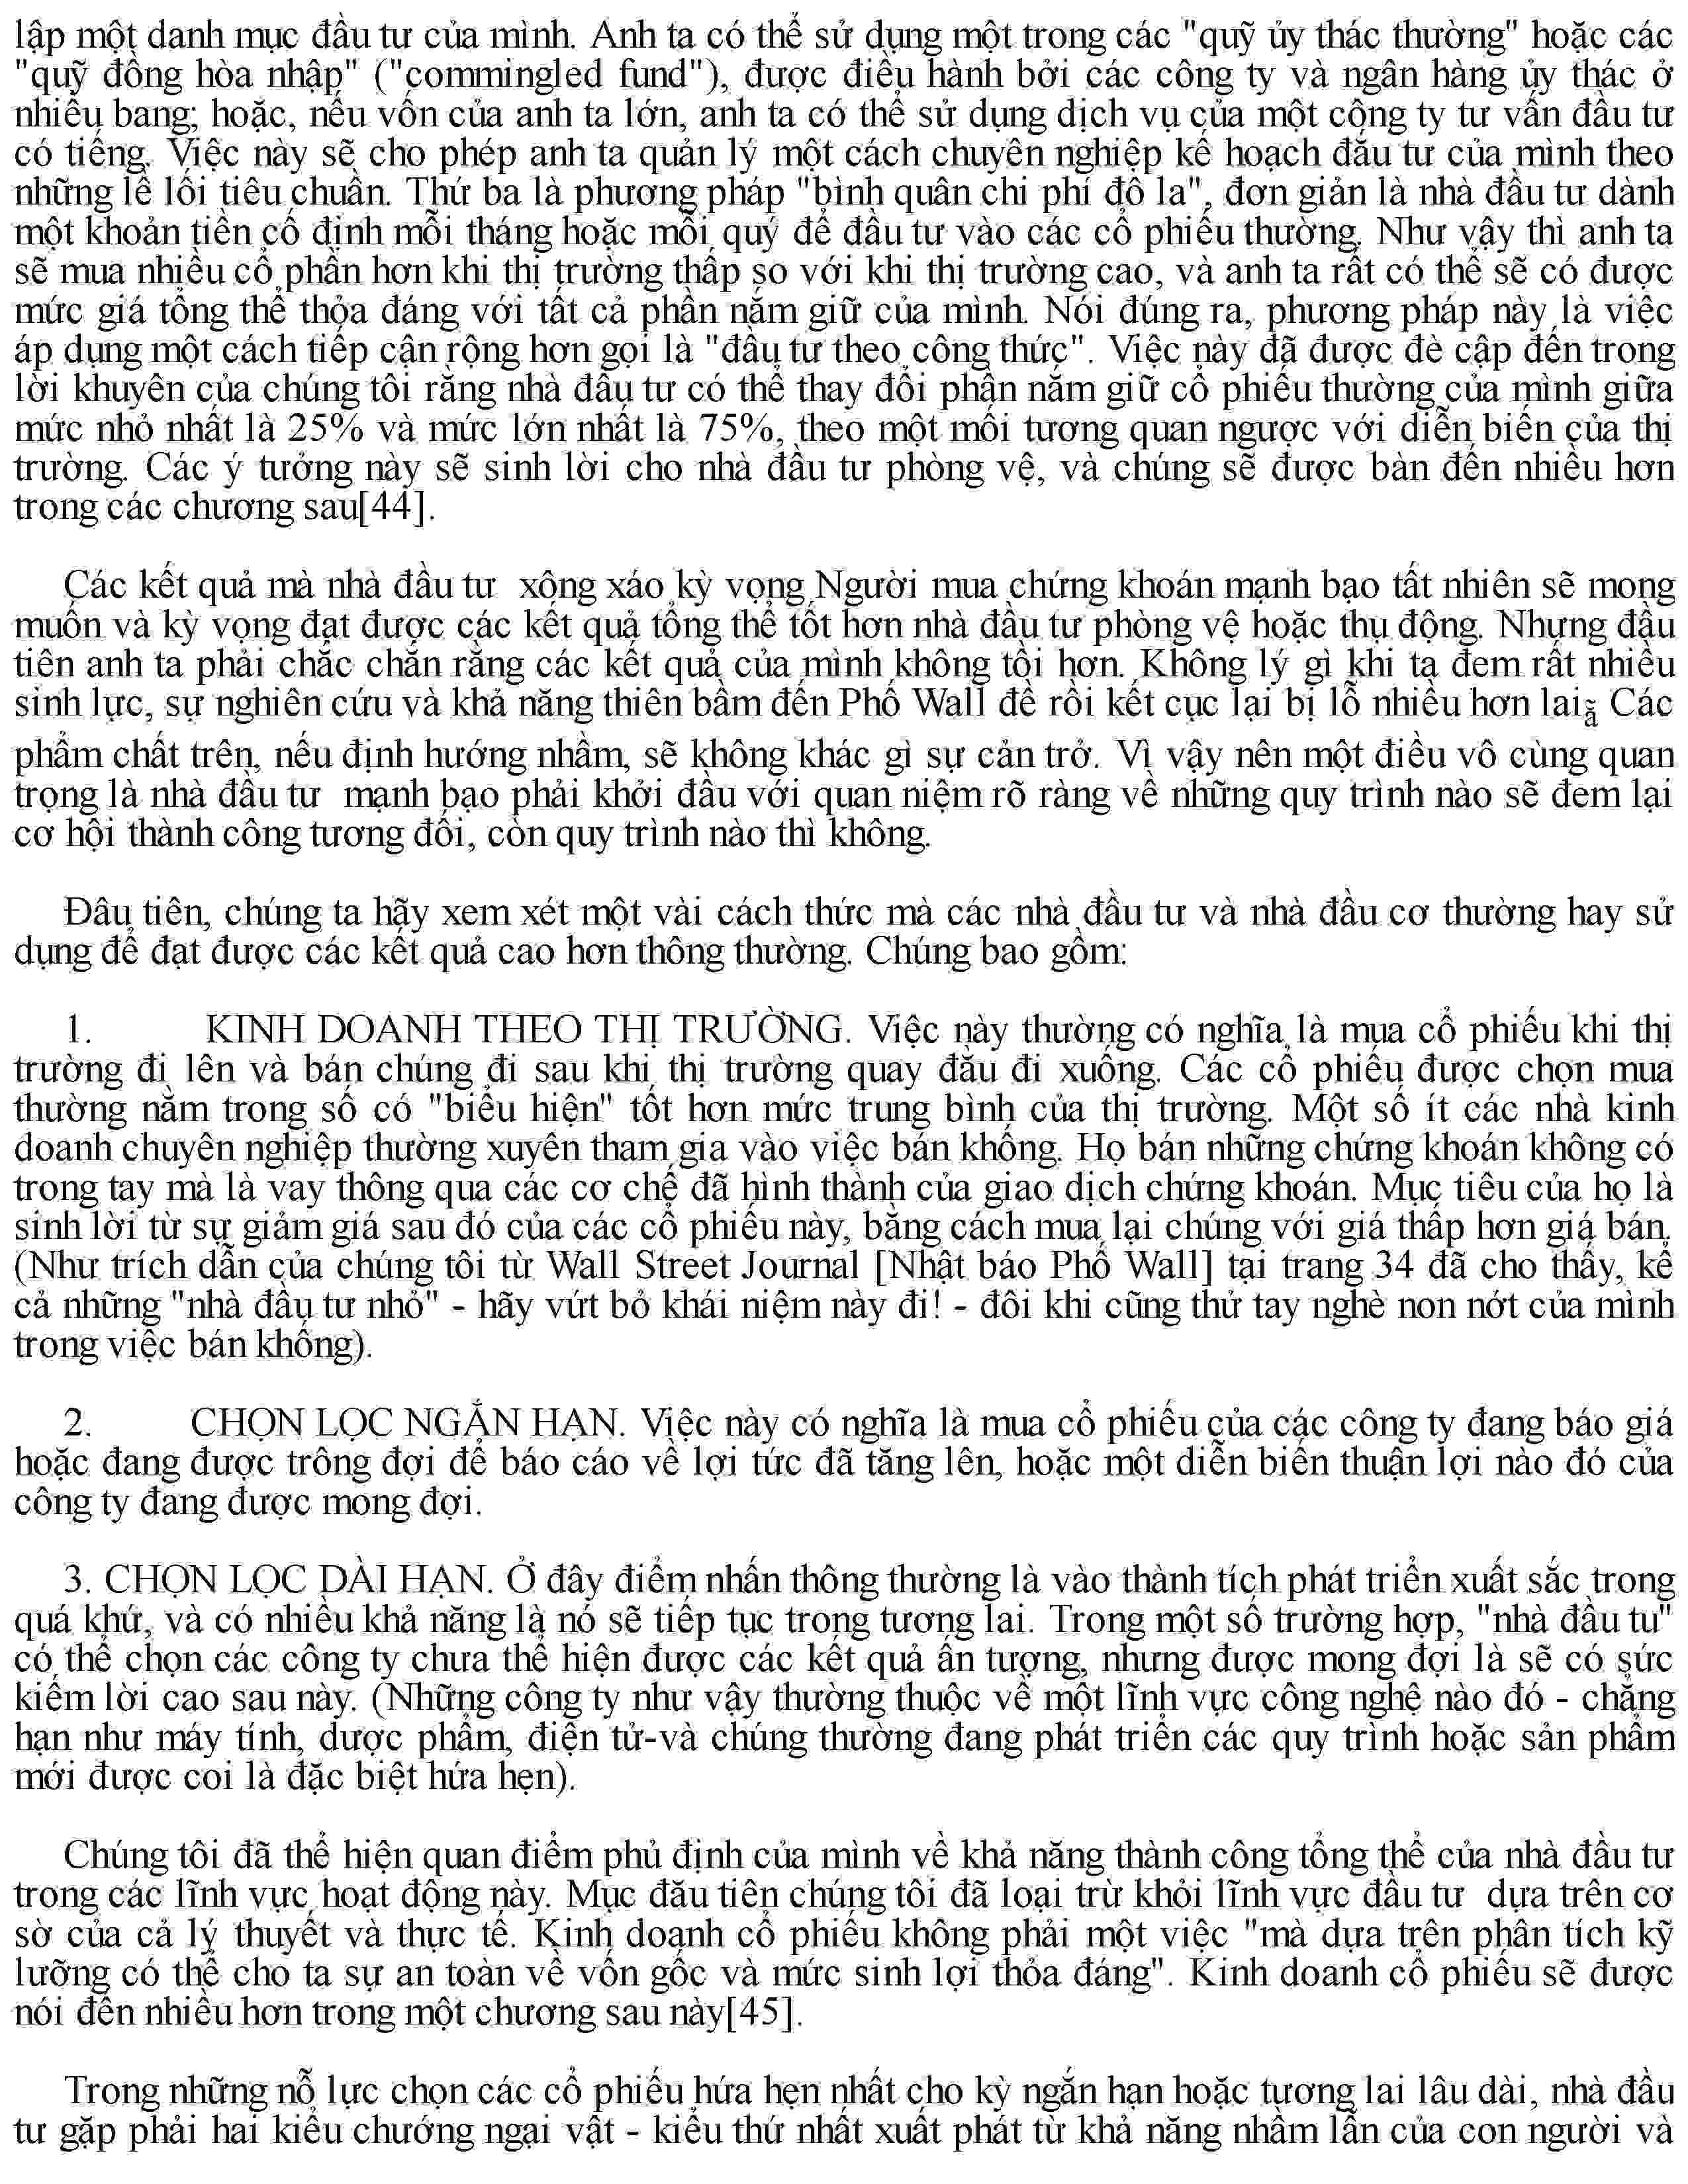 lập một danh mục đầu tư của mình. Anh ta có thể sử dụng một trong các "quỹ ủy thác thường" hoặc các
"quỹ đồng hòa nhập" ("commingled fund"), được điều hành bởi các công ty và ngân hàng ủy thác ở
nhiều bang; hoặc, nếu vốn của anh ta lớn, anh ta có thể sử dụng dịch vụ của một công ty tư vấn đầu tư
có tiếng. Việc này sẽ cho phép anh ta quản lý một cách chuyên nghiệp kế hoạch đầu tư của mình theo
những lề lối tiêu chuẩn. Thứ ba là phương pháp "bình quân chi phí đô la", đơn giản là nhà đầu tư dành
một khoản tiền cố định mỗi tháng hoặc mỗi quý để đầu tư vào các cổ phiếu thường. Như vậy thì anh ta
sẽ mua nhiều cổ phần hơn khi thị trường thấp so với khi thị trường cao, và anh ta rất có thể sẽ có được
mức giá tổng thể thỏa đáng với tất cả phần nắm giữ của mình. Nói đúng ra, phương pháp này là việc
áp dụng một cách tiếp cận rộng hơn gọi là "đầu tư theo công thức". Việc này đã được đè cập đến trong
lời khuyên của chúng tôi rằng nhà đầu tư có thể thay đổi phần nắm giữ cổ phiếu thường của mình giữa
mức nhỏ nhất là 25% và mức lớn nhất là 75%, theo một mối tương quan ngược với diễn biến của thị
trường. Các ý tưởng này sẽ sinh lời cho nhà đầu tư phòng vệ, và chúng sẽ được bàn đến nhiều hơn
trong các chương sau[44].
Các kết quả mà nhà đầu tư xông xáo kỳ vọng Người mua chứng khoán mạnh bạo tất nhiên sẽ mong
muốn và kỳ vọng đạt được các kết quả tổng thể tốt hơn nhà đầu tư phòng vệ hoặc thụ động. Nhưng đầu
tiên anh ta phải chắc chắn rằng các kết quả của mình không tồi hơn. Không lý gì khi ta đem rất nhiều
sinh lực, sự nghiên cứu và khả năng thiên bẩm đến Phố Wall để rồi kết cục lại bị lỗ nhiều hơn lai Các
phẩm chất trên, nếu định hướng nhầm, sẽ không khác gì sự cản trở. Vì vậy nên một điều vô cùng quan
trọng là nhà đầu tư mạnh bạo phải khởi đầu với quan niệm rõ ràng về những quy trình nào sẽ đem lại
cơ hội thành công tương đối, còn quy trình nào thì không.
Đâu tiên, chúng ta hãy xem xét một vài cách thức mà các nhà đầu tư và nhà đầu cơ thường hay sử
dụng để đạt được các kết quả cao hơn thông thường. Chúng bao gồm:
1. KINH DOANH THEO THỊ TRƯỜNG. Việc này thường có nghĩa là mua cổ phiếu khi thị
trường đi lên và bán chúng đi sau khi thị trường quay đầu đi xuống. Các cổ phiếu được chọn mua
thường nằm trong số có "biểu hiện" tốt hơn mức trung bình của thị trường. Một số ít các nhà kinh
doanh chuyên nghiệp thường xuyên tham gia vào việc bán khống. Họ bán những chứng khoán không có
trong tay mà là vay thông qua các cơ chế đã hình thành của giao dịch chứng khoán. Mục tiêu của họ là
sinh lời từ sự giảm giá sau đó của các cổ phiếu này, bằng cách mua lại chúng với giá thấp hơn giá bán.
(Như trích dẫn của chúng tôi từ Wall Street Journal [Nhật báo Phố Wall] tại trang 34 đã cho thấy, kể
cả những "nhà đầu tư nhỏ" - hãy vứt bỏ khái niệm này đi! - đôi khi cũng thử tay nghề non nớt của mình
trong việc bán khống).
2. CHỌN LỌC NGẮN HẠN. Việc này có nghĩa là mua cổ phiếu của các công ty đang báo giá
hoặc đang được trông đợi để báo cáo về lợi tức đã tăng lên, hoặc một diễn biến thuận lợi nào đó của
công ty đang được mong đợi.
3. CHỌN LỌC DÀI HẠN. Ở đây điểm nhấn thông thường là vào thành tích phát triển xuất sắc trong
quá khứ, và có nhiều khả năng là nó sẽ tiếp tục trong tương lai. Trong một số trường hợp, "nhà đầu tu"
có thể chọn các công ty chưa thể hiện được các kết quả ấn tượng, nhưng được mong đợi là sẽ có sức
kiếm lời cao sau này. (Những công ty như vậy thường thuộc về một lĩnh vực công nghệ nào đó - chẳng
hạn như máy tính, dược phẩm, điện tử-và chúng thường đang phát triển các quy trình hoặc sản phẩm
mới được coi là đặc biệt hứa hẹn).
Chúng tôi đã thể hiện quan điểm phủ định của mình về khả năng thành công tổng thể của nhà đầu tư
trong các lĩnh vực hoạt động này. Mục đầu tiên chúng tôi đã loại trừ khỏi lĩnh vực đầu tư dựa trên cơ
sờ của cả lý thuyết và thực tế. Kinh doanh cổ phiếu không phải một việc "mà dựa trên phân tích kỹ
lưỡng có thể cho ta sự an toàn về vốn gốc và mức sinh lợi thỏa đáng". Kinh doanh cổ phiếu sẽ được
nói đến nhiều hơn trong một chương sau này[45].
Trong những nỗ lực chọn các cổ phiếu hứa hẹn nhất cho kỳ ngắn hạn hoặc tương lai lâu dài, nhà đầu
tư gặp phải hai kiểu chướng ngại vật - kiểu thứ nhất xuất phát từ khả năng nhầm lẫn của con người và